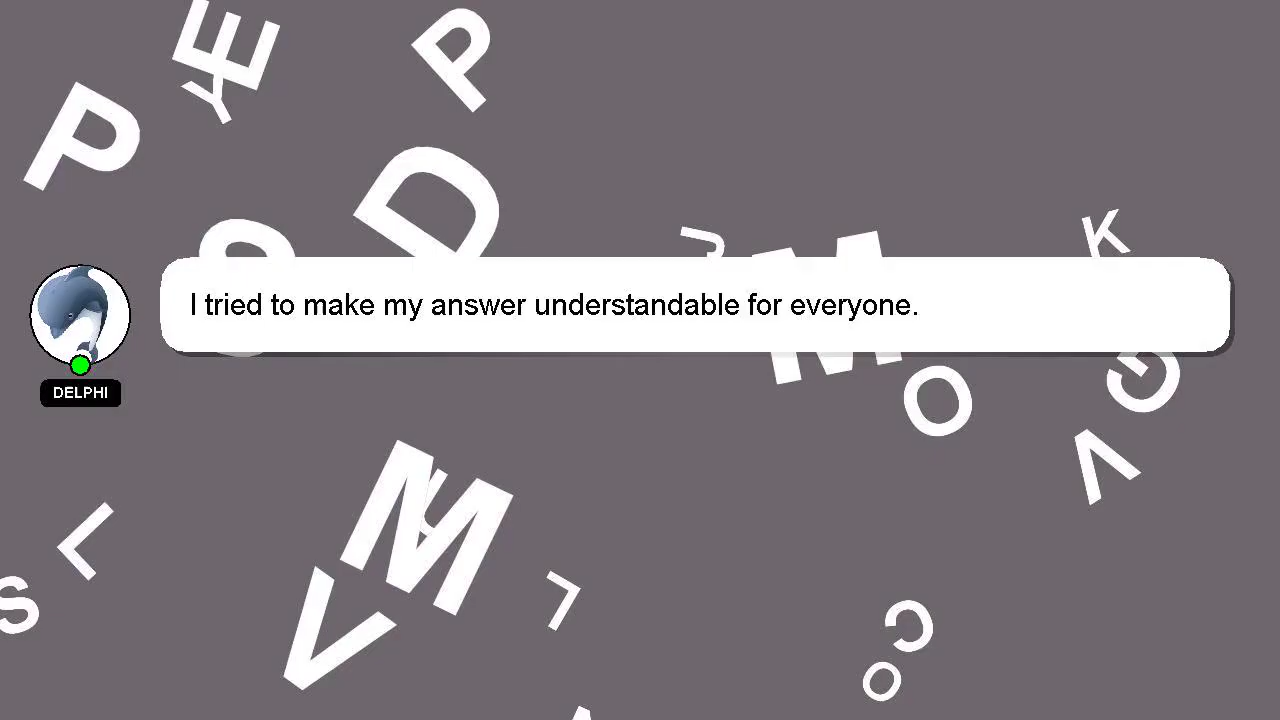 I tried to make my answer understandable for everyone.
DELPHI
P
E
Y
P
D
J
M
K
O
G
V
L
S
M
V
L
C
O